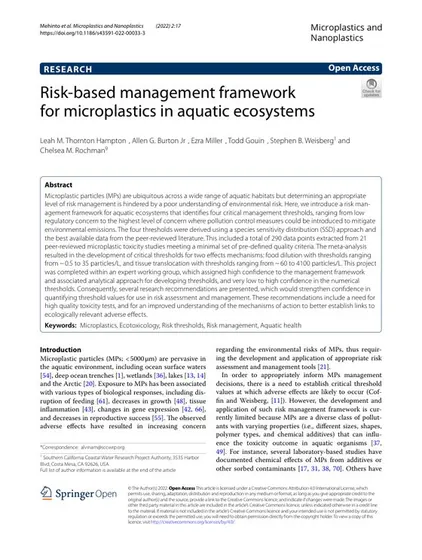 Mehinto et al. Microplastics and Nanoplastics (2022) 2:17
https://doi.org/10.1186/s43591-022-00033-3
Microplastics and
Nanoplastics
RESEARCH
Open Access
Risk-based management framework
for microplastics in aquatic ecosystems
Leah M. Thornton Hampton , Allen G. Burton Jr , Ezra Miller , Todd Gouin , Stephen B. Weisberg1 and
Chelsea M. Rochman9
Abstract
Microplastic particles (MPs) are ubiquitous across a wide range of aquatic habitats but determining an appropriate
level of risk management is hindered by a poor understanding of environmental risk. Here, we introduce a risk man-
agement framework for aquatic ecosystems that identifies four critical management thresholds, ranging from low
regulatory concern to the highest level of concern where pollution control measures could be introduced to mitigate
environmental emissions. The four thresholds were derived using a species sensitivity distribution (SSD) approach and
the best available data from the peer-reviewed literature. This included a total of 290 data points extracted from 21
peer-reviewed microplastic toxicity studies meeting a minimal set of pre-defined quality criteria. The meta-analysis
resulted in the development of critical thresholds for two effects mechanisms: food dilution with thresholds ranging
from ~ 0.5 to 35 particles/L, and tissue translocation with thresholds ranging from ~ 60 to 4100 particles/L. This project
was completed within an expert working group, which assigned high confidence to the management framework
and associated analytical approach for developing thresholds, and very low to high confidence in the numerical
thresholds. Consequently, several research recommendations are presented, which would strengthen confidence in
quantifying threshold values for use in risk assessment and management. These recommendations include a need for
high quality toxicity tests, and for an improved understanding of the mechanisms of action to better establish links to
ecologically relevant adverse effects.
Keywords: Microplastics, Ecotoxicology, Risk thresholds, Risk management, Aquatic health
Introduction
Microplastic particles (MPs; < 5000 μm) are pervasive in
the aquatic environment, including ocean surface waters
[54], deep ocean trenches [1], wetlands [36], lakes [13, 14]
and the Arctic [20]. Exposure to MPs has been associated
with various types of biological responses, including dis-
ruption of feeding [61], decreases in growth [48], tissue
inflammation [43], changes in gene expression [42, 66],
and decreases in reproductive success [55]. The observed
adverse effects have resulted in increasing concern
regarding the environmental risks of MPs, thus requir-
ing the development and application of appropriate risk
assessment and management tools [21].
In order to appropriately inform MPs management
decisions, there is a need to establish critical threshold
values at which adverse effects are likely to occur (Cof-
fin and Weisberg, [11]). However, the development and
application of such risk management framework is cur-
rently limited because MPs are a diverse class of pollut-
ants with varying properties (i.e., different sizes, shapes,
polymer types, and chemical additives) that can influ-
ence the toxicity outcome in aquatic organisms [37,
49]. For instance, several laboratory-based studies have
documented chemical effects of MPs from additives or
other sorbed contaminants [17, 31, 38, 70]. Others have
*Correspondence: alvinam@sccwrp.org
1 Southern California Coastal Water Research Project Authority, 3535 Harbor
Blvd, Costa Mesa, CA 92626, USA
Full list of author information is available at the end of the article
Springer Open